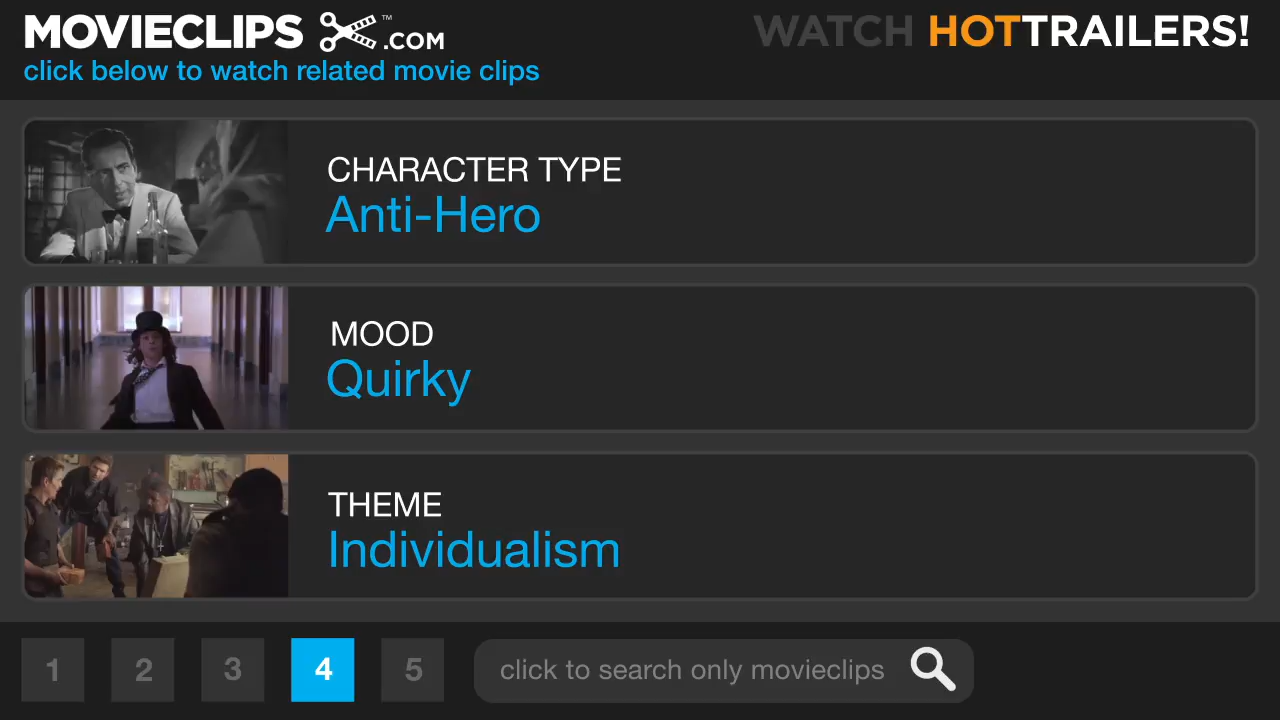 MOVIECLIPS ™.COM
WATCH HOTTRAILERS!
click below to watch related movie clips
CHARACTER TYPE
Anti-Hero
MOOD
Quirky
THEME
Individualism
1 2 3 4 5 click to search only movieclips